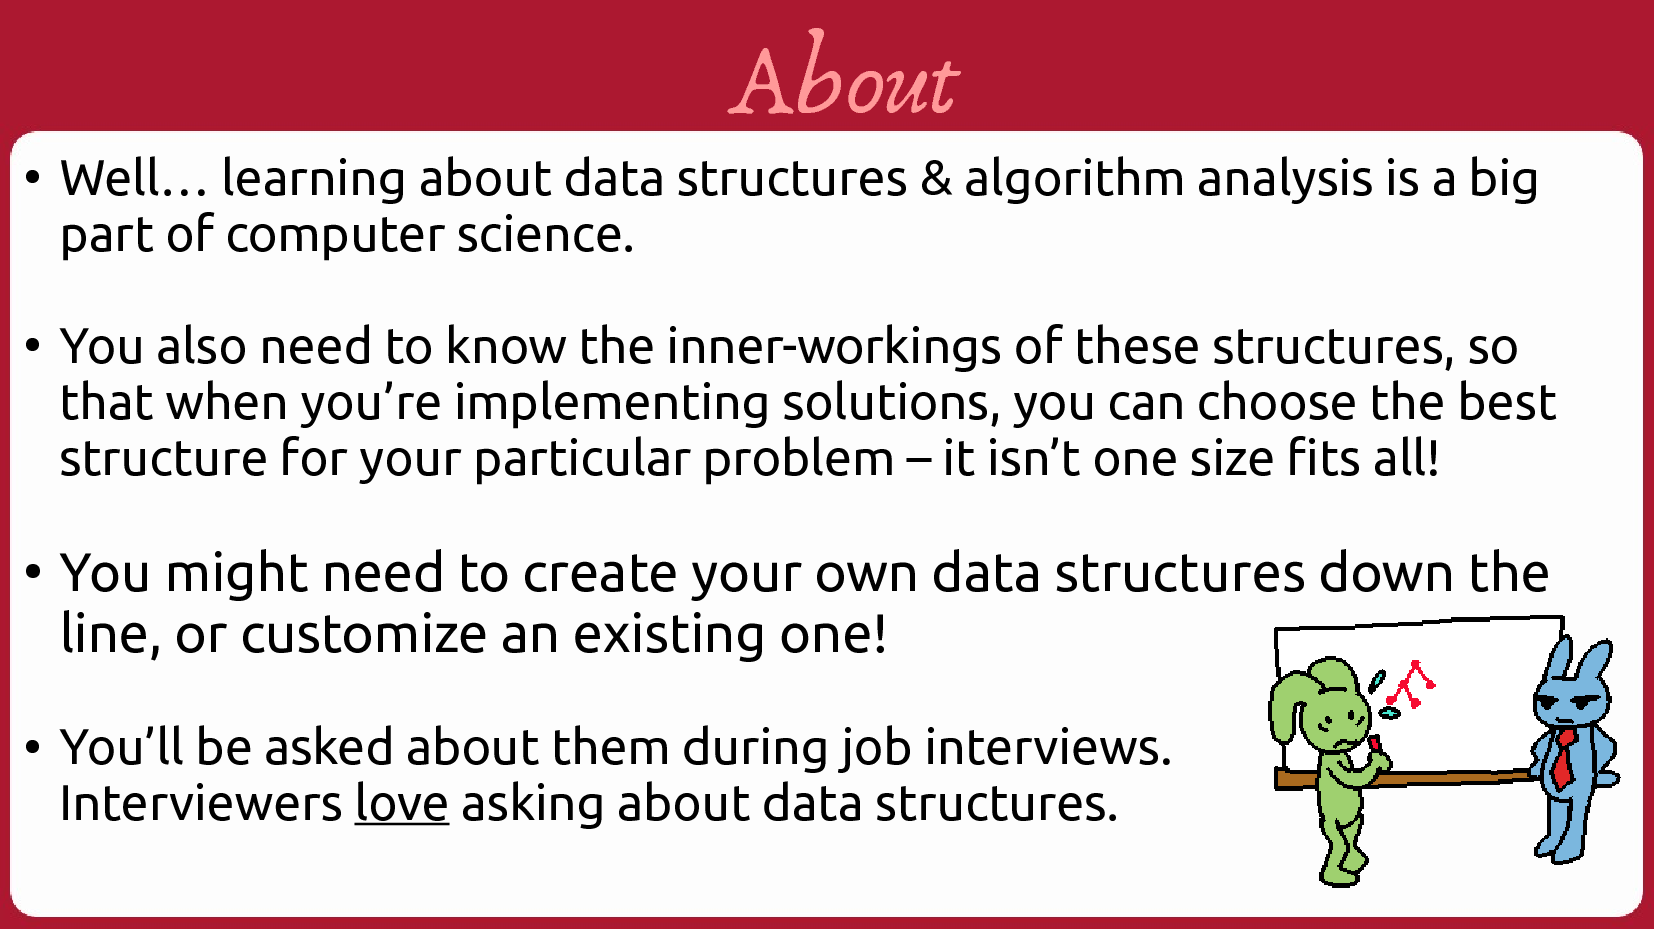 About
• Well… learning about data structures & algorithm analysis is a big
part of computer science.
• You also need to know the inner-workings of these structures, so
that when you’re implementing solutions, you can choose the best
structure for your particular problem – it isn’t one size fits all!
• You might need to create your own data structures down the
line, or customize an existing one!
• You’ll be asked about them during job interviews.
Interviewers love asking about data structures.